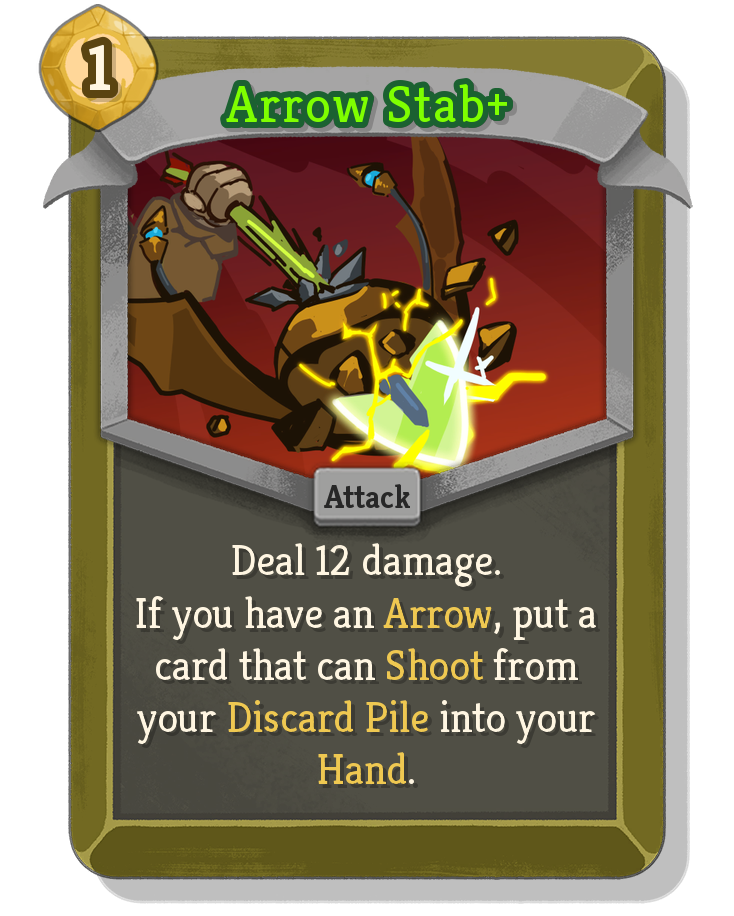 1
Arrow Stab+
Attack
Deal 12 damage.
If you have an Arrow, put a
card that can Shoot from
your Discard Pile into your
Hand.